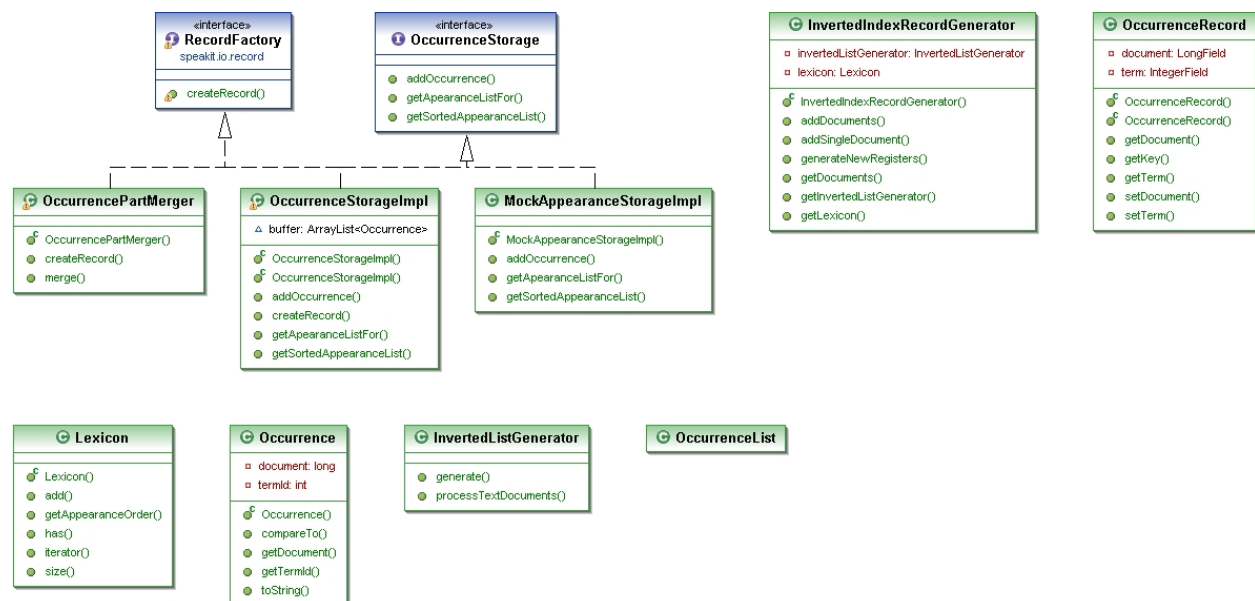 «interface»
RecordFactory
speakit.io.record
createRecord()
«interface»
OccurrenceStorage
addOccurrence()
getApearanceListFor()
getSortedAppearanceList()
InvertedIndexRecordGenerator
invertedListGenerator: InvertedListGenerator
lexicon: Lexicon
InvertedIndexRecordGenerator()
addDocuments()
addSingleDocument()
generateNewRegisters()
getDocuments()
getInvertedListGenerator()
getLexicon()
OccurrenceRecord
document: LongField
term: IntegerField
OccurrenceRecord()
OccurrenceRecord()
getDocument()
getKey()
getTerm()
setDocument()
setTerm()
OccurrencePartMerger
OccurrencePartMerger()
createRecord()
merge()
OccurrenceStorageImpl
buffer: ArrayList<Occurrence>
OccurrenceStorageImpl()
OccurrenceStorageImpl()
addOccurrence()
createRecord()
getApearanceListFor()
getSortedAppearanceList()
MockAppearanceStorageImpl
MockAppearanceStorageImpl()
addOccurrence()
getApearanceListFor()
getSortedAppearanceList()
Lexicon
Lexicon()
add()
getAppearanceOrder()
has()
iterator()
size()
Occurrence
document: long
termId: int
Occurrence()
compareTo()
getDocument()
getTermId()
toString()
InvertedListGenerator
generate()
processTextDocuments()
OccurrenceList